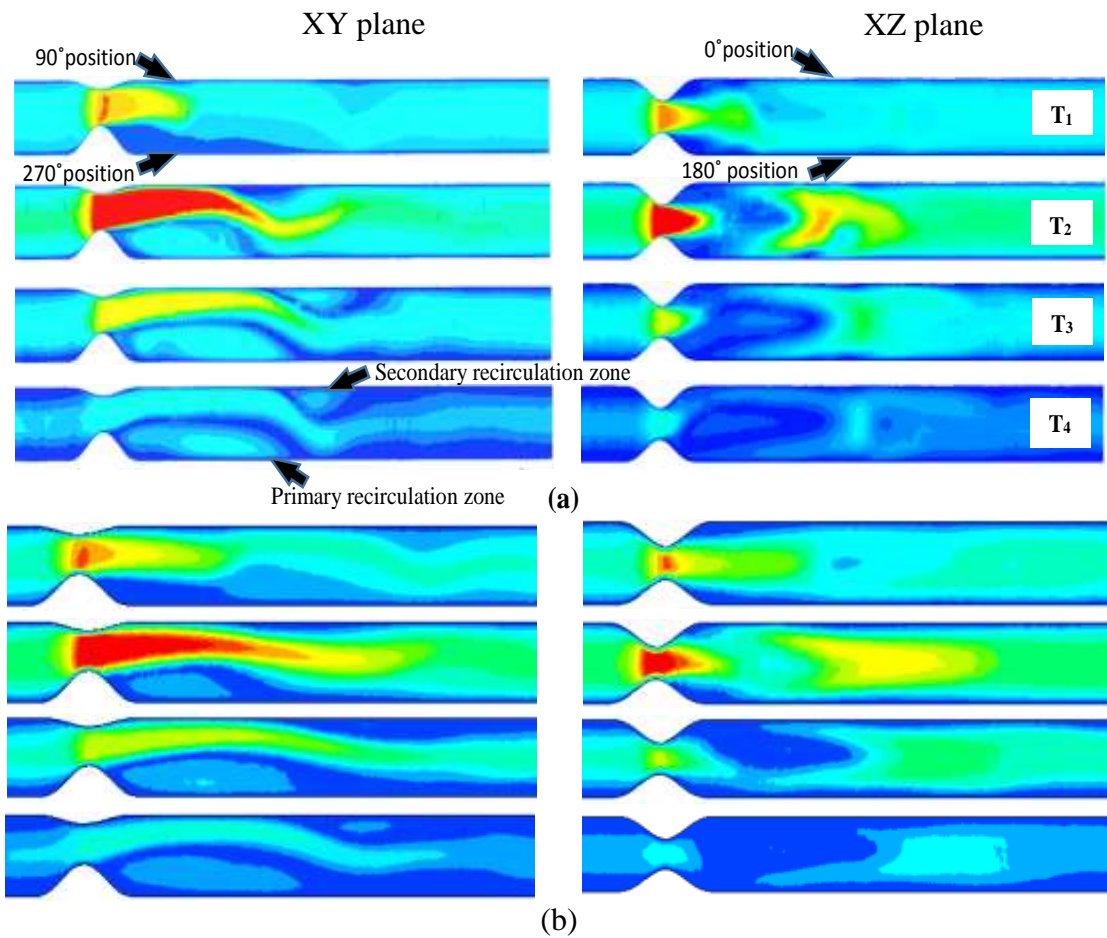 XY plane
XZ plane
90˚position
0˚position
T1
270˚position
180˚position
T2
T3
Secondary recirculation zone
T4
Primary recirculation zone
(a)
(b)